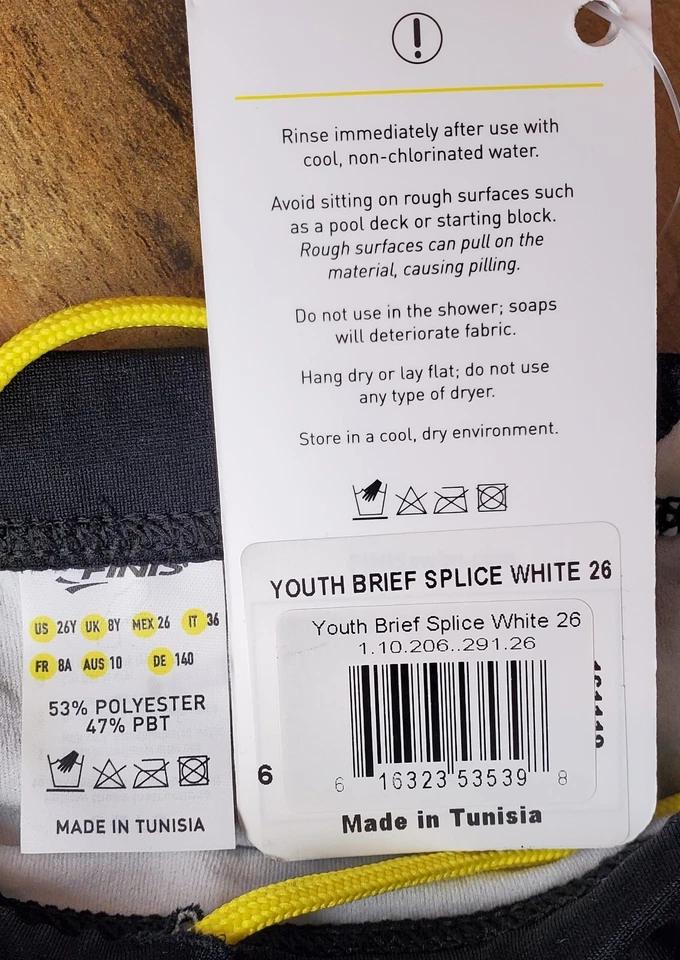 !
Rinse immediately after use with
cool, non-chlorinated water.
Avoid sitting on rough surfaces such
as a pool deck or starting block.
Rough surfaces can pull on the
material, causing pilling.
Do not use in the shower; soaps
will deteriorate fabric.
Hang dry or lay flat; do not use
any type of dryer.
Store in a cool, dry environment.
YOUTH BRIEF SPLICE WHITE 26
Youth Brief Splice White 26
1.10.206..291.26
6
6 16323 53539 8
Made in Tunisia
FINIS
US 26Y UK 8Y MEX 26 IT 36
FR 8A AUS 10 DE 140
53% POLYESTER
47% PBT
MADE IN TUNISIA